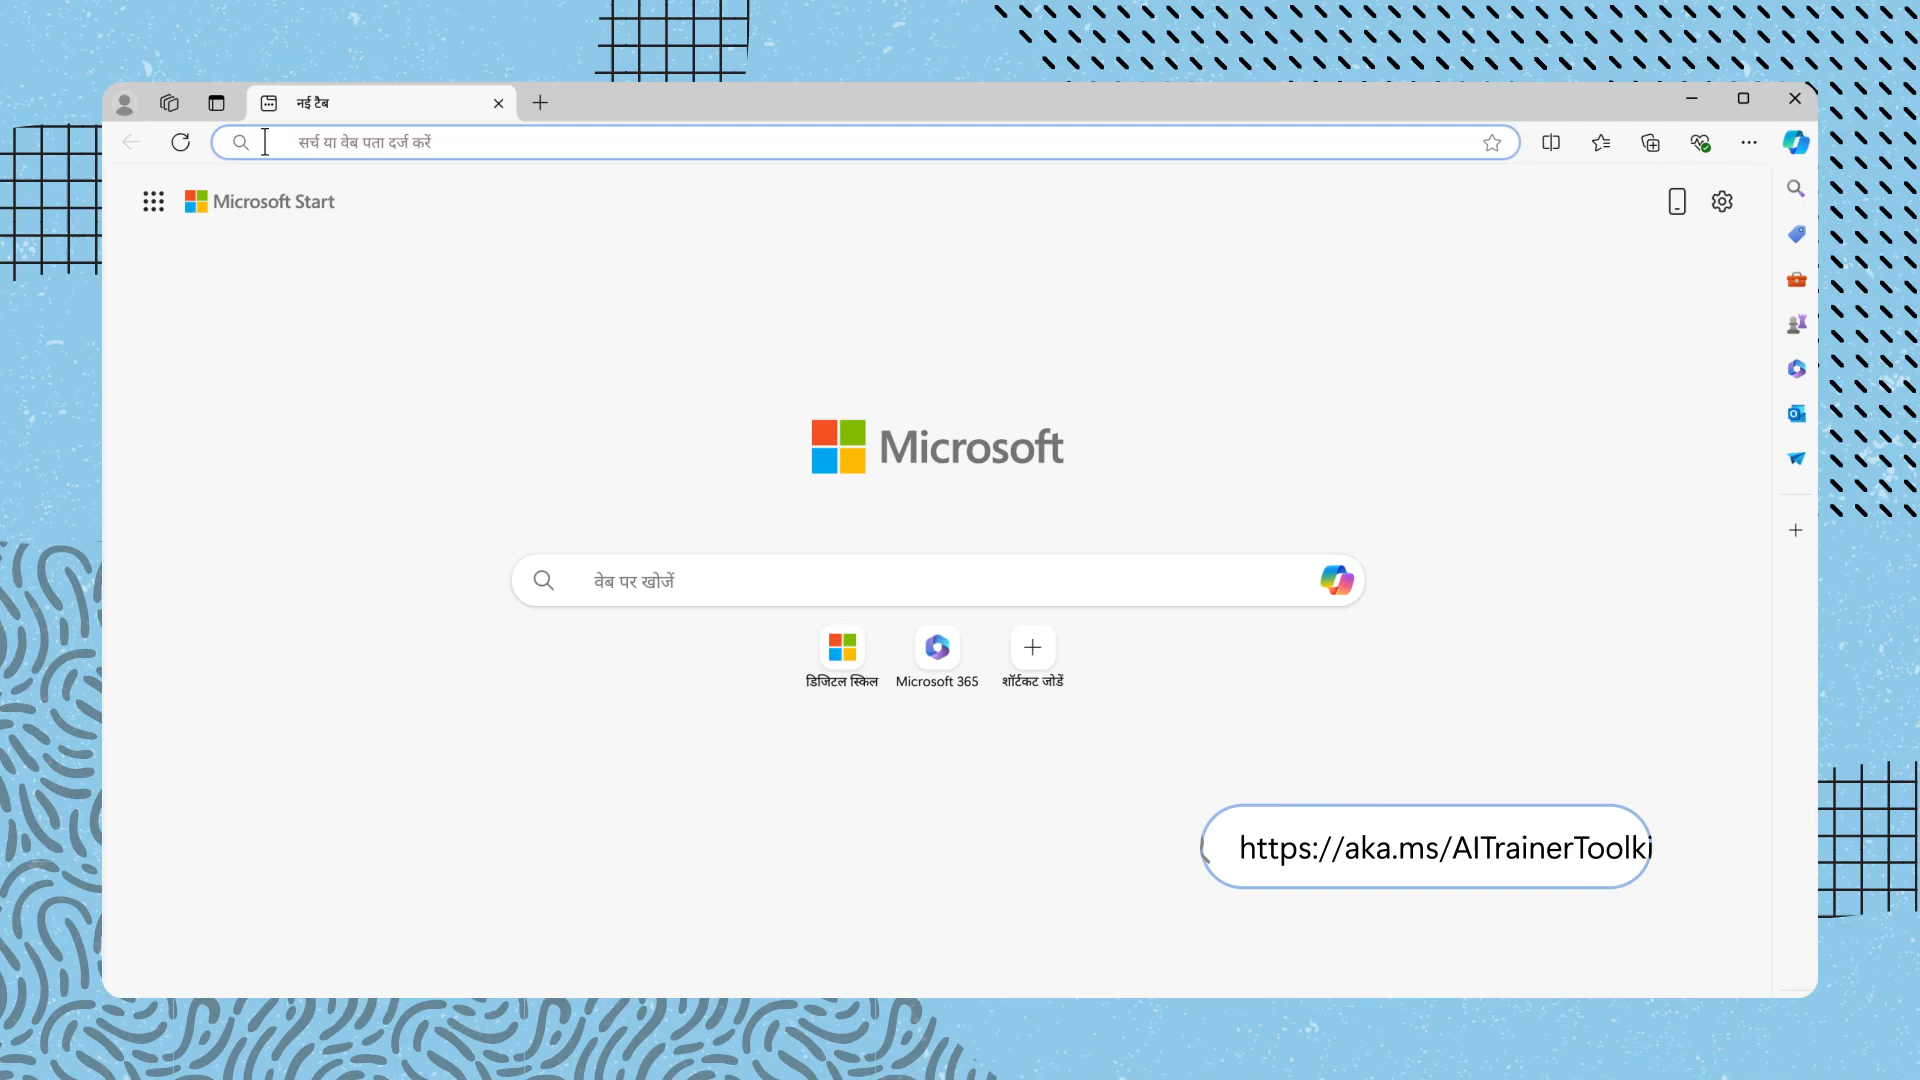 नई टैब
सर्च या वेब पता दर्ज करें
Microsoft Start
Microsoft
वेब पर खोजें
डिजिटल स्किल
Microsoft 365
शॉर्टकट जोडें
https://aka.ms/AITrainerToolki